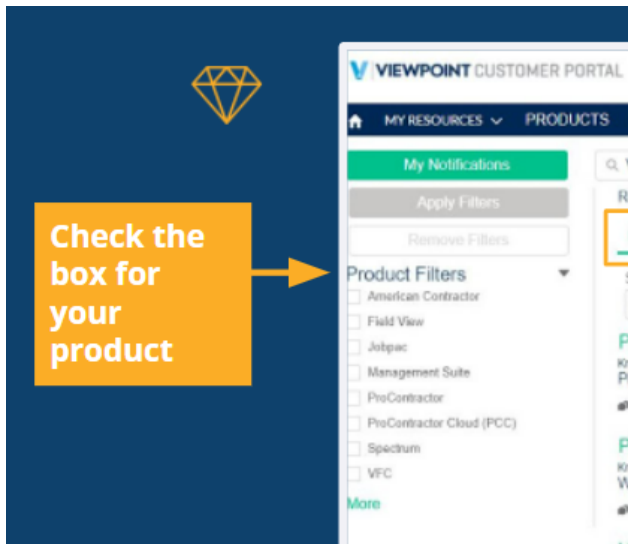 VIEWPOINT CUSTOMER PORTAL
MY RESOURCES PRODUCTS
My Notifications
Apply Filters
Remove Filters
Check the
box for
your
product
Product Filters
American Contractor
Field View
Jobpac
Management Suite
ProContractor
ProContractor Cloud (PCC)
Spectrum
VFC
More